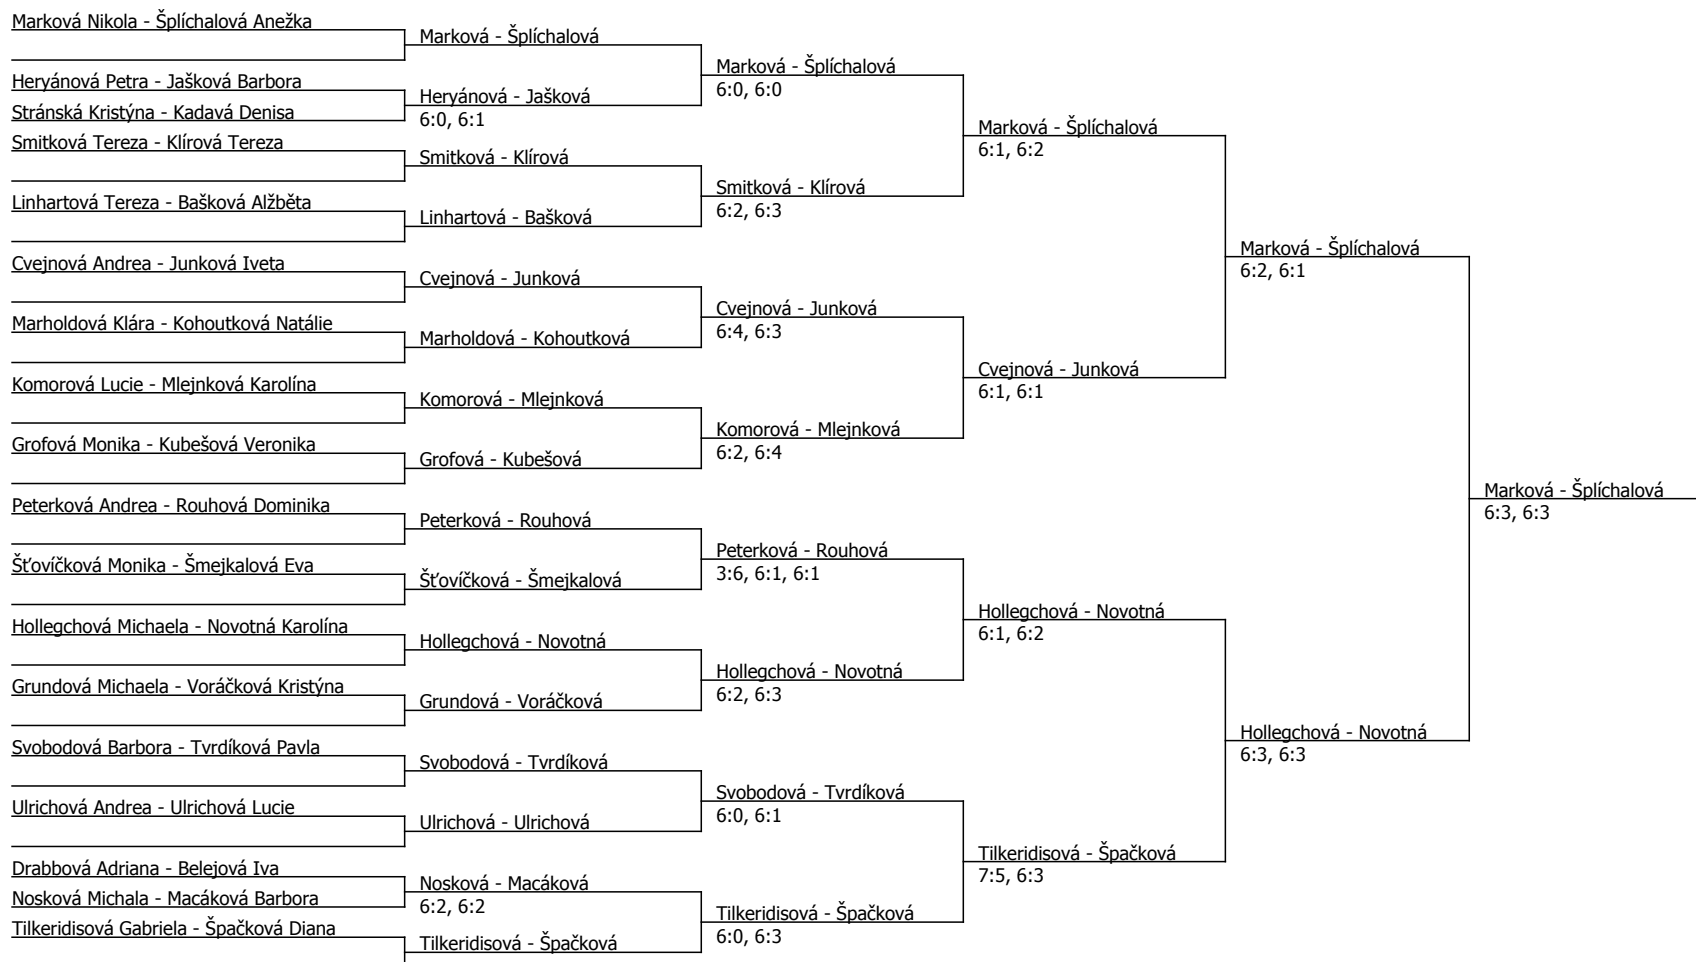 Marková Nikola - Šplíchalová Anežka
Heryánová Petra - Jašková Barbora
Stránská Kristýna - Kadavá Denisa
Smitková Tereza - Klírová Tereza
Linhartová Tereza - Bašková Alžběta
Cvejnová Andrea - Junková Iveta
Marholdová Klára - Kohoutková Natálie
Komorová Lucie - Mlejnková Karolína
Grofová Monika - Kubešová Veronika
Peterková Andrea - Rouhová Dominika
Šťovíčková Monika - Šmejkalová Eva
Hollegchová Michaela - Novotná Karolína
Grundová Michaela - Voráčková Kristýna
Svobodová Barbora - Tvrdíková Pavla
Ulrichová Andrea - Ulrichová Lucie
Drabbová Adriana - Belejová Iva
Nosková Michala - Macáková Barbora
Tilkeridisová Gabriela - Špačková Diana
Marková - Šplíchalová
Heryánová - Jašková
6:0, 6:1
Smitková - Klírová
Linhartová - Bašková
Cvejnová - Junková
Marholdová - Kohoutková
Komorová - Mlejnková
Grofová - Kubešová
Peterková - Rouhová
Šťovíčková - Šmejkalová
Hollegchová - Novotná
Grundová - Voráčková
Svobodová - Tvrdíková
Ulrichová - Ulrichová
Nosková - Macáková
6:2, 6:2
Tilkeridisová - Špačková
Marková - Šplíchalová
6:0, 6:0
Smitková - Klírová
6:2, 6:3
Cvejnová - Junková
6:4, 6:3
Komorová - Mlejnková
6:2, 6:4
Peterková - Rouhová
3:6, 6:1, 6:1
Hollegchová - Novotná
6:2, 6:3
Svobodová - Tvrdíková
6:0, 6:1
Tilkeridisová - Špačková
6:0, 6:3
Marková - Šplíchalová
6:1, 6:2
Cvejnová - Junková
6:1, 6:1
Hollegchová - Novotná
6:1, 6:2
Tilkeridisová - Špačková
7:5, 6:3
Marková - Šplíchalová
6:2, 6:1
Hollegchová - Novotná
6:3, 6:3
Marková - Šplíchalová
6:3, 6:3